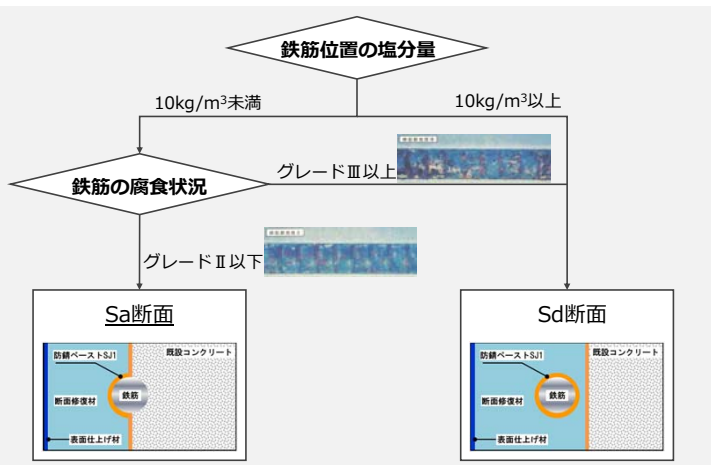 鉄筋位置の塩分量
10kg/m³未満
10kg/m³以上
グレードⅢ以上
鉄筋の腐食状況
グレードⅡ以下
Sa断面
防錆ペーストSJ1
既設コンクリート
鉄筋
断面修復材
表面仕上げ材
Sd断面
防錆ペーストSJ1
既設コンクリート
鉄筋
断面修復材
表面仕上げ材